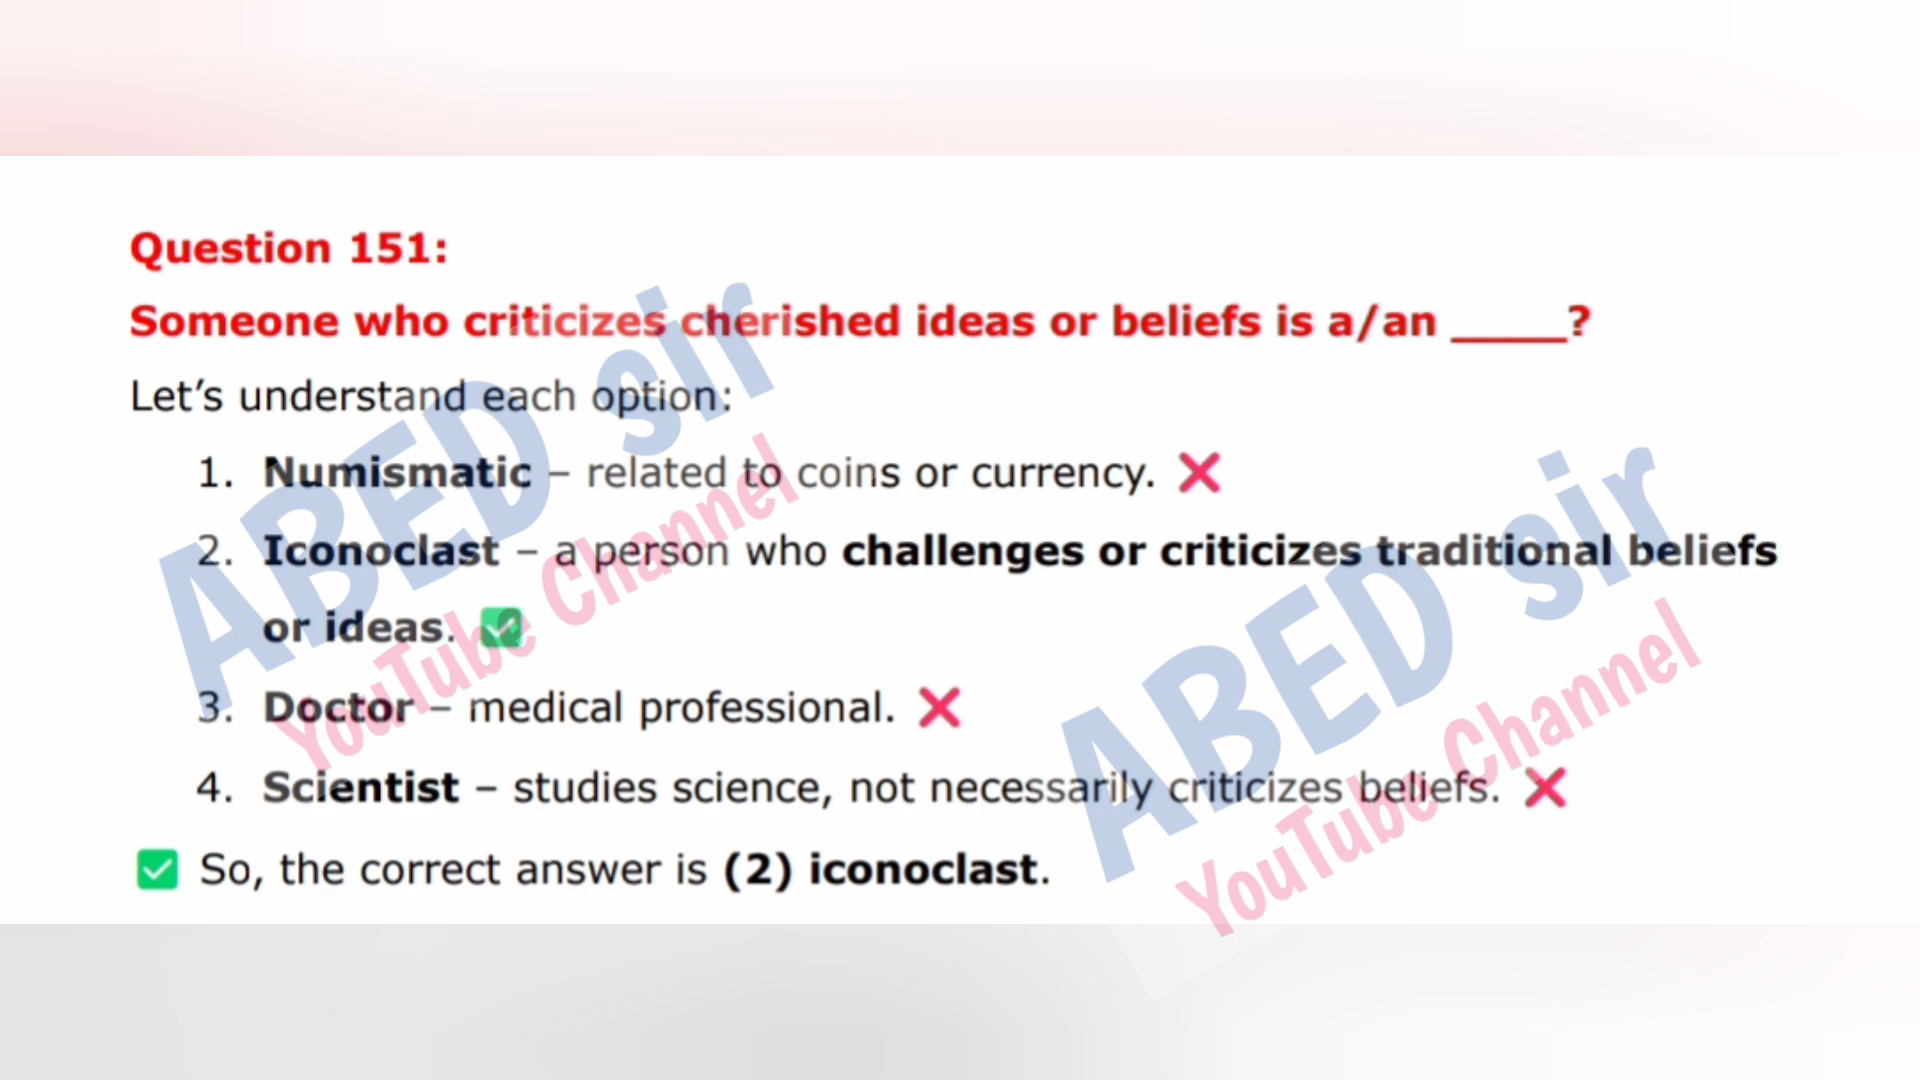 Question 151:
Someone who criticizes cherished ideas or beliefs is a/an _____?
Let’s understand each option:
1. Numismatic – related to coins or currency. ❌
2. Iconoclast – a person who challenges or criticizes traditional beliefs
or ideas. ✅
3. Doctor – medical professional. ❌
4. Scientist – studies science, not necessarily criticizes beliefs. ❌
✅ So, the correct answer is (2) iconoclast.
ABED sir
YouTube Channel
ABED sir
YouTube Channel